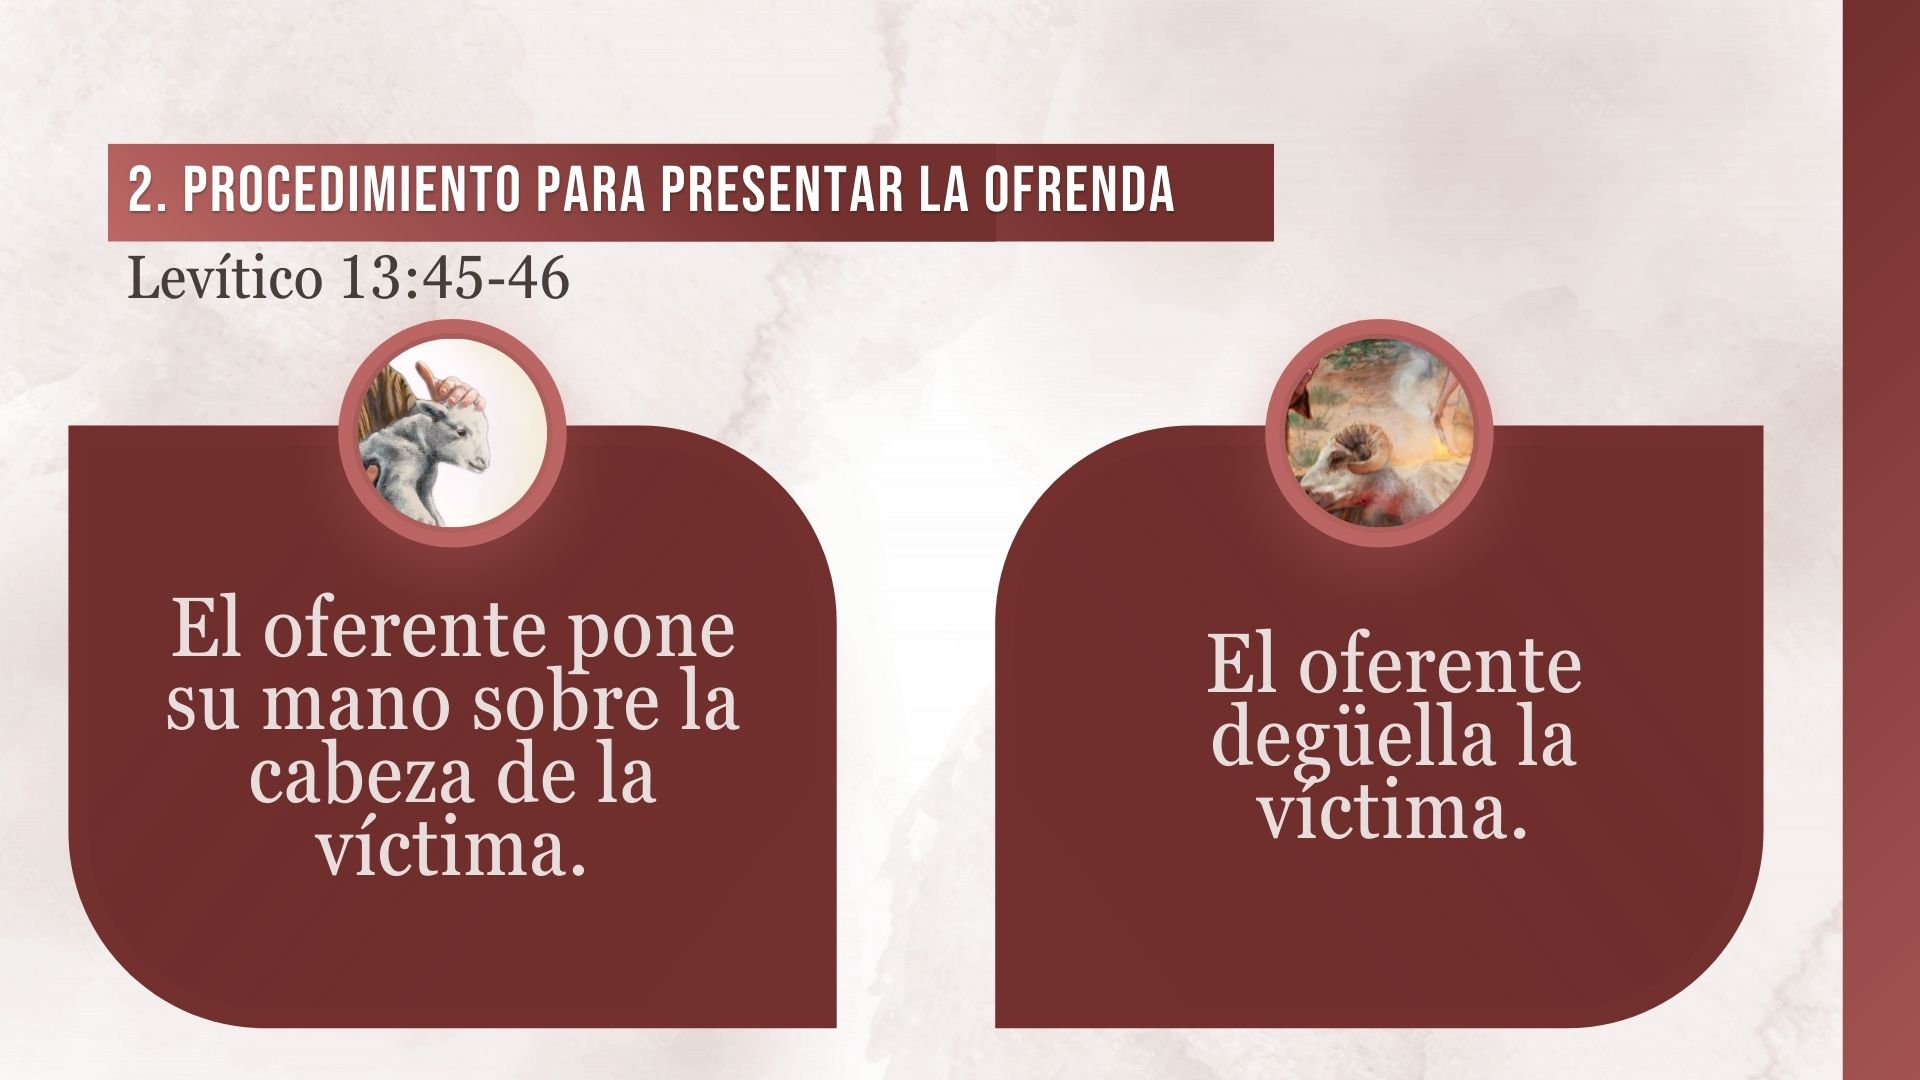 2. PROCEDIMIENTO PARA PRESENTAR LA OFRENDA
Levítico 13:45-46
El oferente pone
su mano sobre la
cabeza de la
víctima.
El oferente
degüella la
víctima.